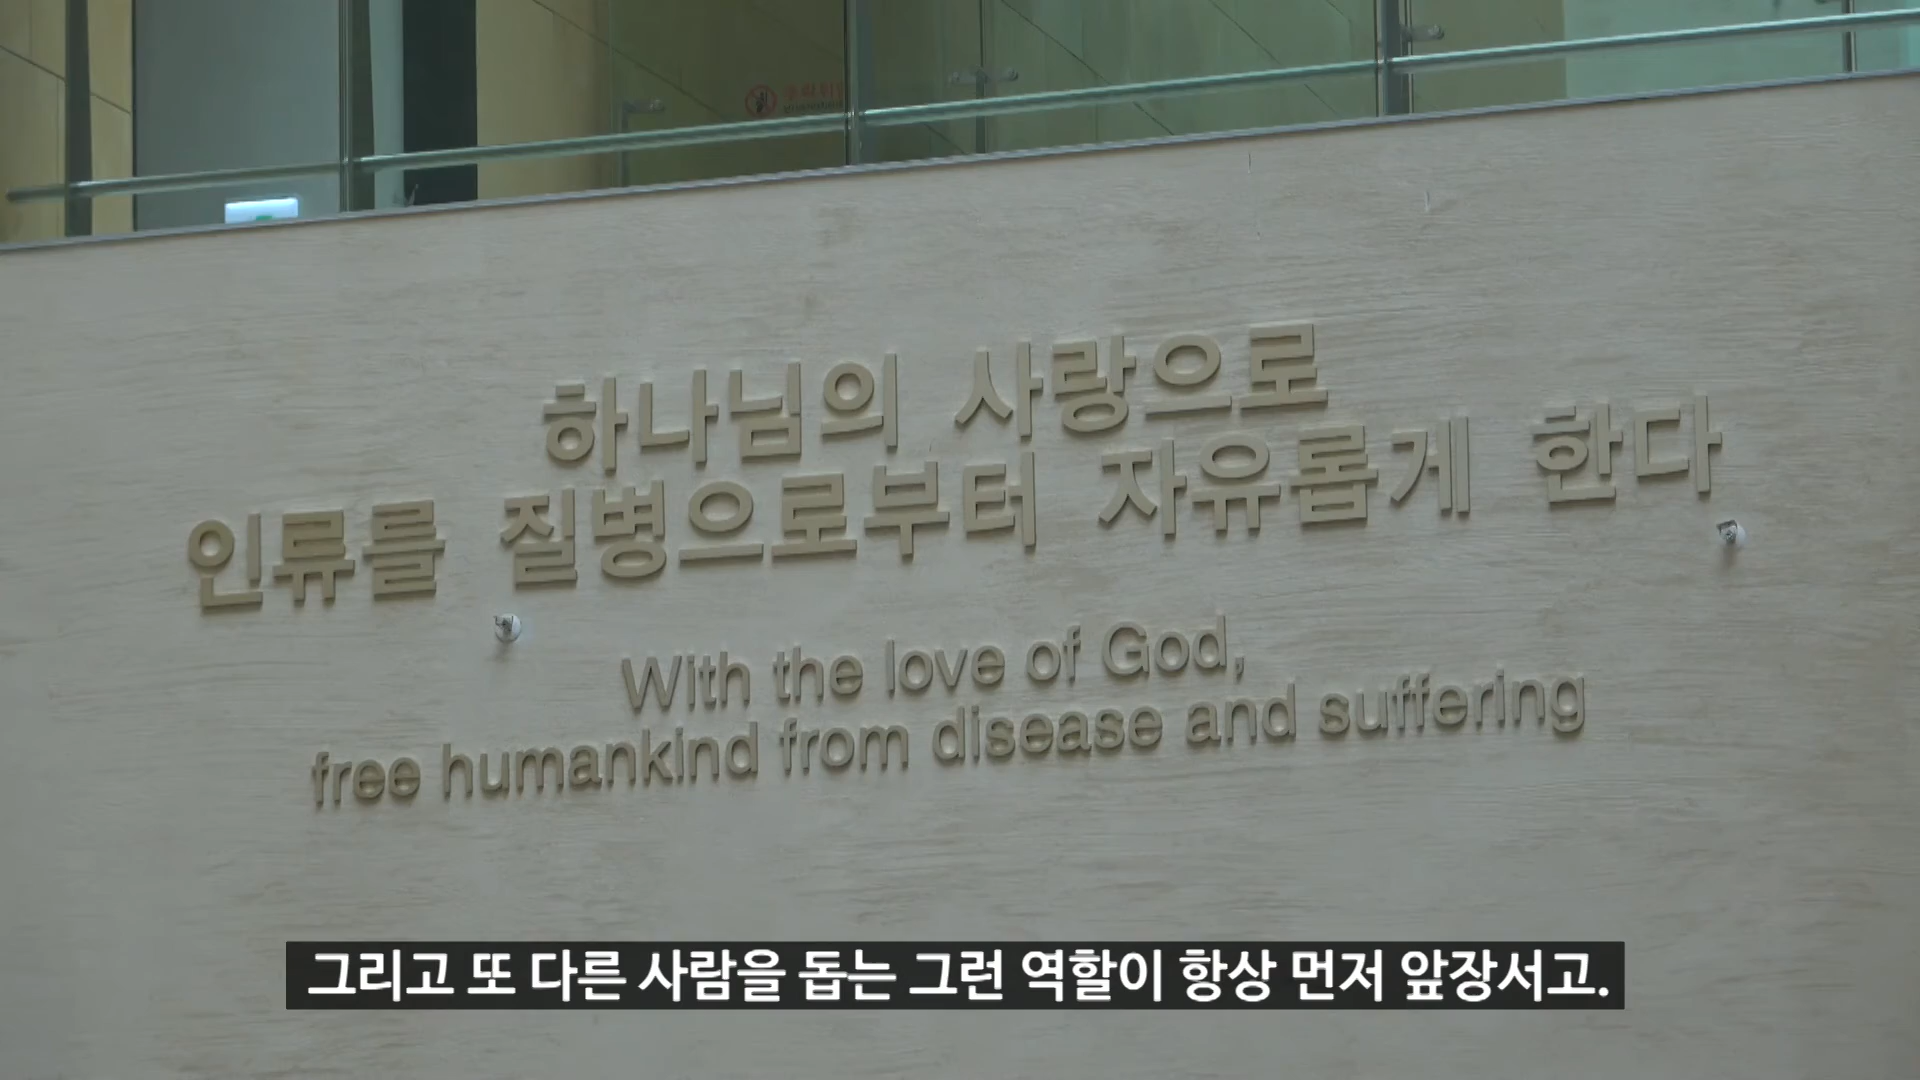 하나님의 사랑으로
인류를 질병으로부터 자유롭게 한다
With the love of God,
free humankind from disease and suffering
그리고 또 다른 사람을 돕는 그런 역할이 항상 먼저 앞장서고.